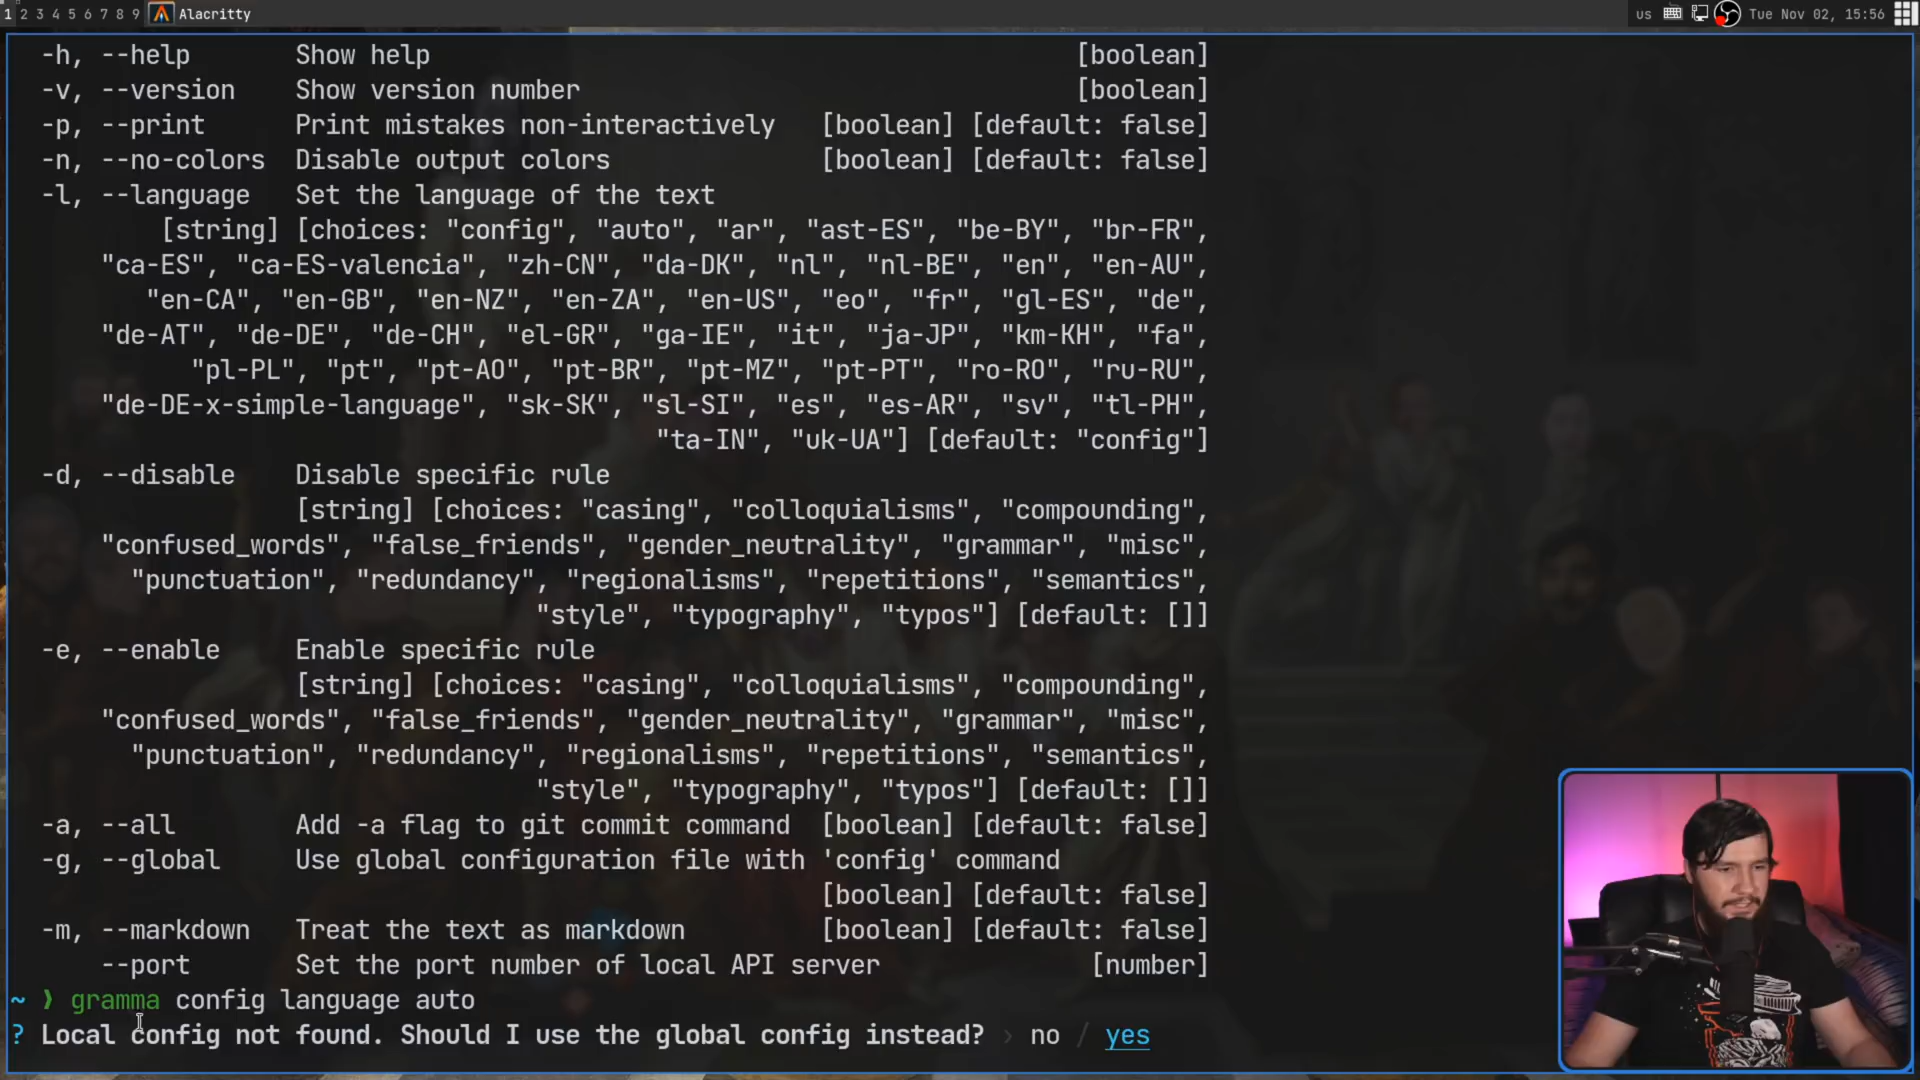 1 2 3 4 5 6 7 8 9 Alacritty us Tue Nov 02, 15:56
-h, --help Show help [boolean]
-v, --version Show version number [boolean]
-p, --print Print mistakes non-interactively [boolean] [default: false]
-n, --no-colors Disable output colors [boolean] [default: false]
-l, --language Set the language of the text
[string] [choices: "config", "auto", "ar", "ast-ES", "be-BY", "br-FR",
"ca-ES", "ca-ES-valencia", "zh-CN", "da-DK", "nl", "nl-BE", "en", "en-AU",
"en-CA", "en-GB", "en-NZ", "en-ZA", "en-US", "eo", "fr", "gl-ES", "de",
"de-AT", "de-DE", "de-CH", "el-GR", "ga-IE", "it", "ja-JP", "km-KH", "fa",
"pl-PL", "pt", "pt-AO", "pt-BR", "pt-MZ", "pt-PT", "ro-RO", "ru-RU",
"de-DE-x-simple-language", "sk-SK", "sl-SI", "es", "es-AR", "sv", "tl-PH",
"ta-IN", "uk-UA"] [default: "config"]
-d, --disable Disable specific rule
[string] [choices: "casing", "colloquialisms", "compounding",
"confused_words", "false_friends", "gender_neutrality", "grammar", "misc",
"punctuation", "redundancy", "regionalisms", "repetitions", "semantics",
"style", "typography", "typos"] [default: []]
-e, --enable Enable specific rule
[string] [choices: "casing", "colloquialisms", "compounding",
"confused_words", "false_friends", "gender_neutrality", "grammar", "misc",
"punctuation", "redundancy", "regionalisms", "repetitions", "semantics",
"style", "typography", "typos"] [default: []]
-a, --all Add -a flag to git commit command [boolean] [default: false]
-g, --global Use global configuration file with 'config' command
[boolean] [default: false]
-m, --markdown Treat the text as markdown [boolean] [default: false]
--port Set the port number of local API server [number]
~ ❯ gramma config language auto
? Local config not found. Should I use the global config instead? › no / yes